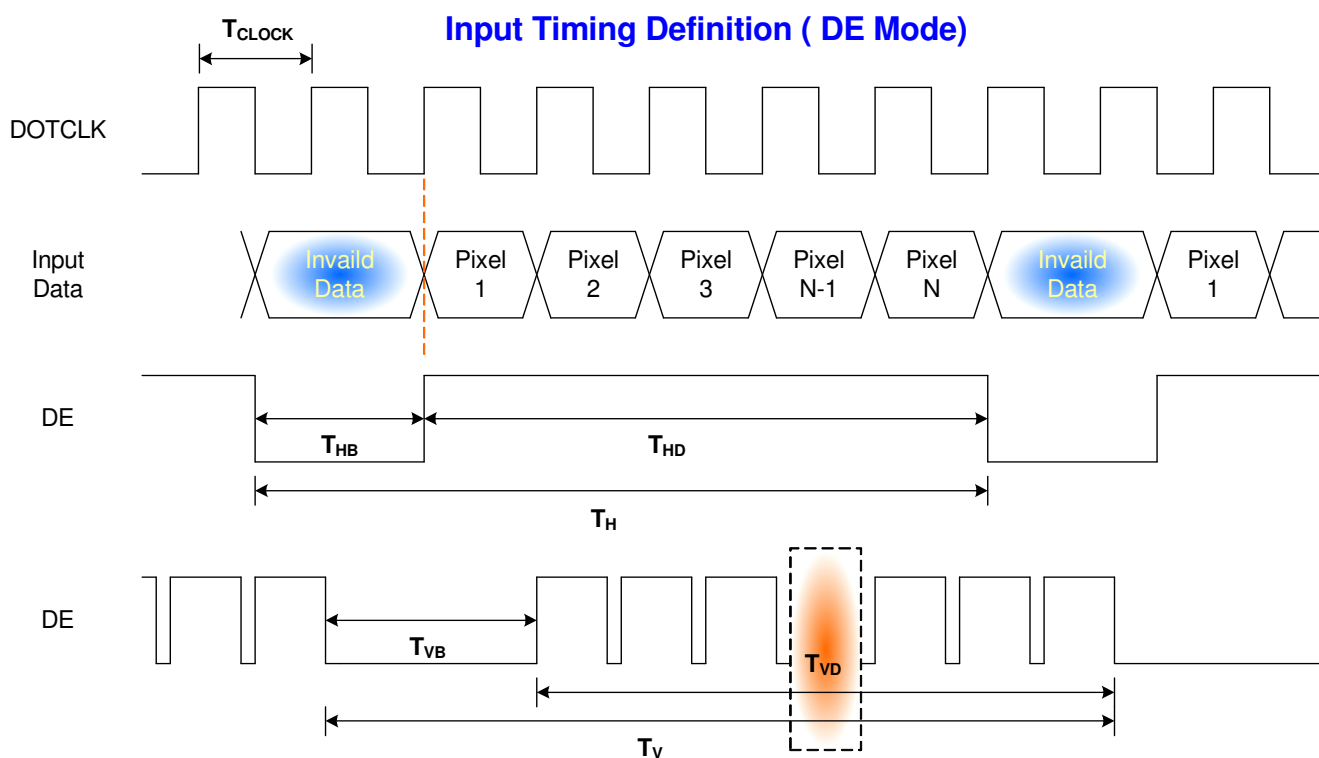 Input Timing Definition ( DE Mode)
TCLOCK
DOTCLK
Input
Data
Invaild
Data
Pixel
1
Pixel
2
Pixel
3
Pixel
N-1
Pixel
N
Invaild
Data
Pixel
1
DE
THB
THD
TH
DE
TVB
TVD
TV